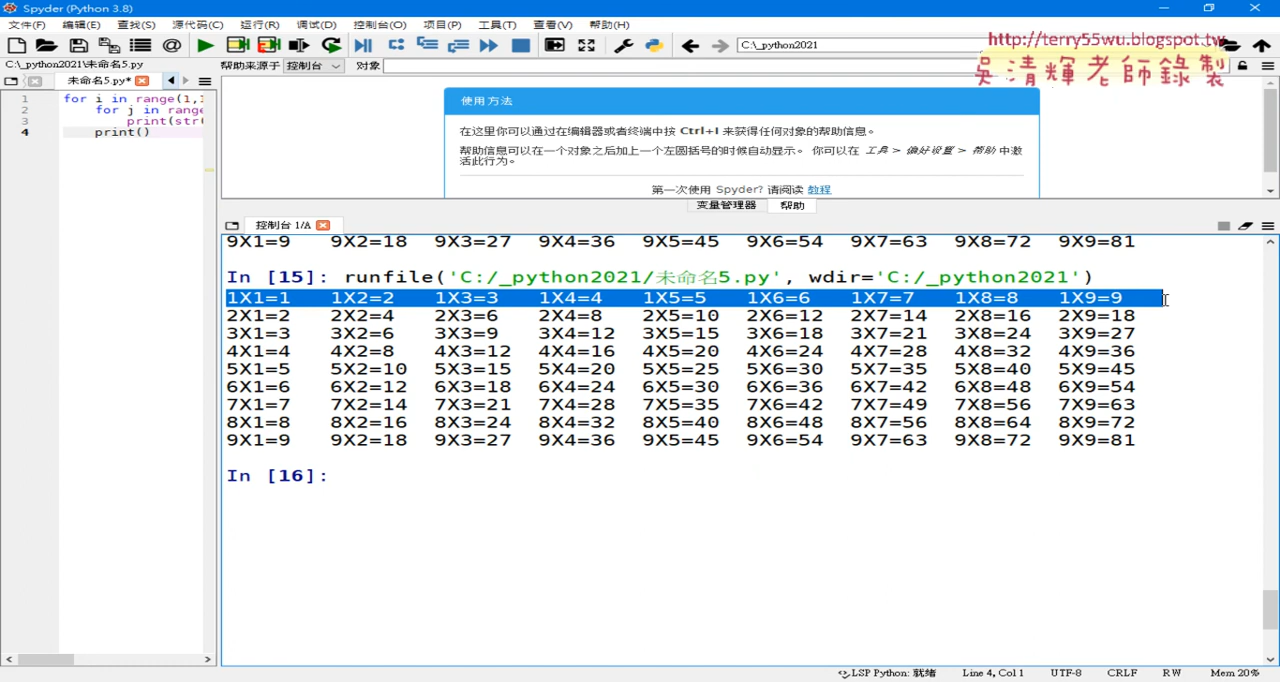 Spyder (Python 3.8)
文件(F) 编辑(E) 查找(S) 源代码(C) 运行(R) 调试(D) 控制台(O) 项目(P) 工具(T) 查看(V) 帮助(H)
C:\_python2021
http://terry55wu.blogspot.tw
吳清輝老師錄製
C:\_python2021\未命名5.py
帮助来源于 控制台 对象
未命名5.py*
1 for i in range(1,1
2 for j in range
3 print(str(
4 print()
使用方法
在这里你可以通过在编辑器或者终端中按 Ctrl+I 来获得任何对象的帮助信息。
帮助信息可以在一个对象之后加上一个左圆括号的时候自动显示。 你可以在 工具 > 偏好设置 > 帮助 中激
活此行为。
第一次使用 Spyder? 请阅读 教程
变量管理器 帮助
控制台 1/A
9X1=9 9X2=18 9X3=27 9X4=36 9X5=45 9X6=54 9X7=63 9X8=72 9X9=81
In [15]: runfile('C:/_python2021/未命名5.py', wdir='C:/_python2021')
1X1=1 1X2=2 1X3=3 1X4=4 1X5=5 1X6=6 1X7=7 1X8=8 1X9=9
2X1=2 2X2=4 2X3=6 2X4=8 2X5=10 2X6=12 2X7=14 2X8=16 2X9=18
3X1=3 3X2=6 3X3=9 3X4=12 3X5=15 3X6=18 3X7=21 3X8=24 3X9=27
4X1=4 4X2=8 4X3=12 4X4=16 4X5=20 4X6=24 4X7=28 4X8=32 4X9=36
5X1=5 5X2=10 5X3=15 5X4=20 5X5=25 5X6=30 5X7=35 5X8=40 5X9=45
6X1=6 6X2=12 6X3=18 6X4=24 6X5=30 6X6=36 6X7=42 6X8=48 6X9=54
7X1=7 7X2=14 7X3=21 7X4=28 7X5=35 7X6=42 7X7=49 7X8=56 7X9=63
8X1=8 8X2=16 8X3=24 8X4=32 8X5=40 8X6=48 8X7=56 8X8=64 8X9=72
9X1=9 9X2=18 9X3=27 9X4=36 9X5=45 9X6=54 9X7=63 9X8=72 9X9=81
In [16]:
LSP Python: 就绪 Line 4, Col 1 UTF-8 CRLF RW Mem 20%